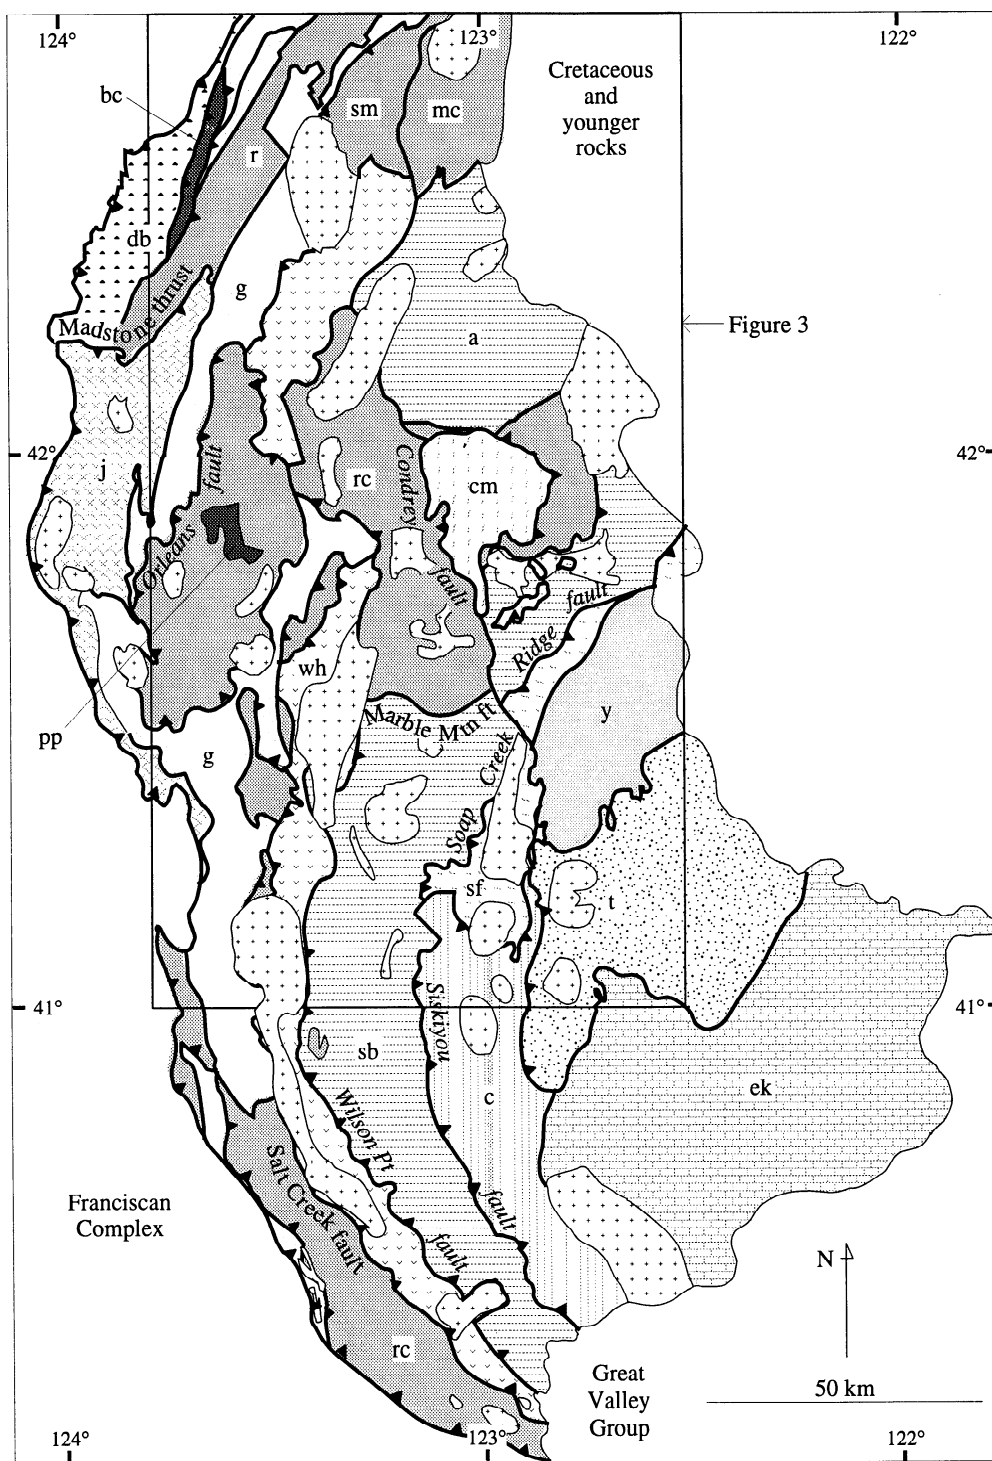 124°
123°
122°
Cretaceous
and
younger
rocks
bc
sm
mc
r
db
g
Madstone thrust
Figure 3
a
42°
42°
j
fault
Orleans
rc
Condrey
fault
cm
fault
Ridge
wh
Marble Mtn ft
y
pp
g
Creek
Soap
sf
t
41°
41°
Siskiyou
sb
c
ek
Wilson Pt
Salt Creek fault
fault
fault
Franciscan
Complex
N
rc
Great
Valley
Group
50 km
124°
123°
122°